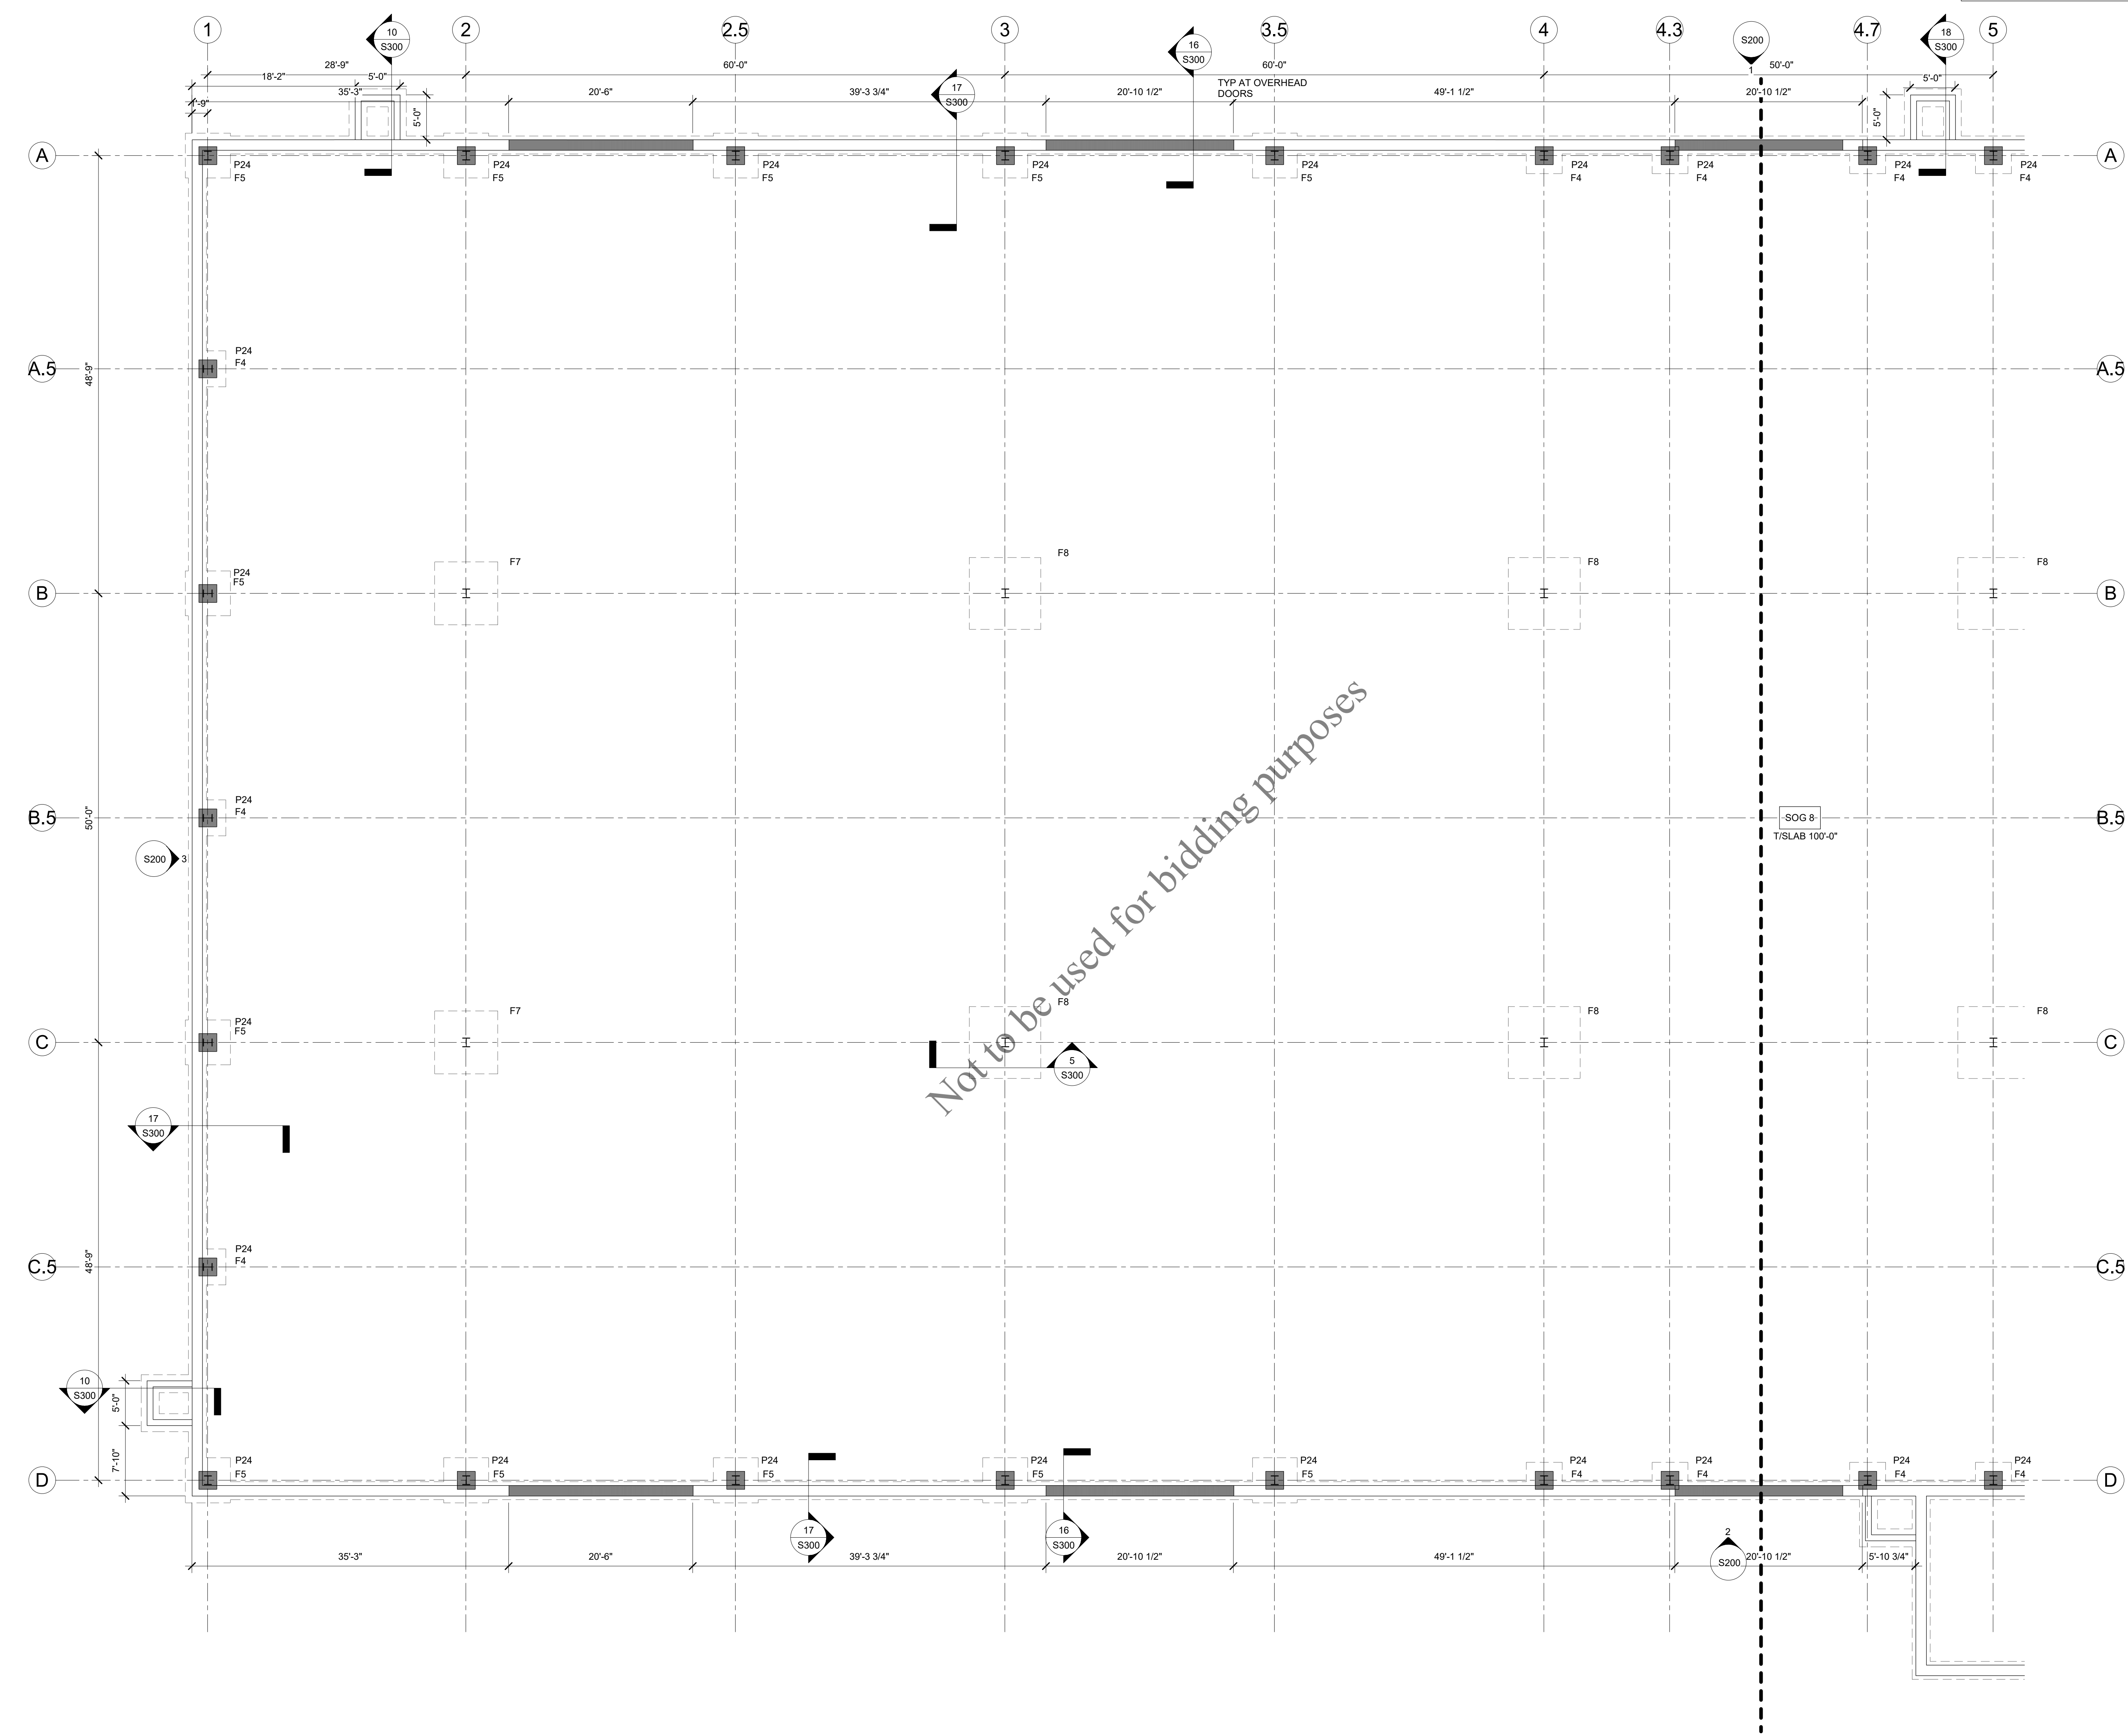 1
2
2.5
3
3.5
4
4.3
4.7
5
10
S300
16
S300
S200
1
18
S300
28'-9"
60'-0"
60'-0"
50'-0"
18'-2"
5'-0"
17
S300
TYP AT OVERHEAD
DOORS
5'-0"
35'-3"
20'-6"
39'-3 3/4"
20'-10 1/2"
49'-1 1/2"
20'-10 1/2"
5'-0"
5'-0"
A
A
P24
F5
P24
F5
P24
F5
P24
F5
P24
F5
P24
F4
P24
F4
P24
F4
P24
F4
48'-9"
A.5
P24
F4
A.5
B
P24
F5
F7
F8
F8
F8
B
50'-0"
B.5
P24
F4
SOG 8
T/SLAB 100'-0"
B.5
S200
3
Not to be used for bidding purposes
C
P24
F5
F7
F8
F8
F8
C
5
S300
17
S300
48'-9"
C.5
P24
F4
C.5
10
S300
5'-0"
7'-10"
D
P24
F5
P24
F5
P24
F5
P24
F5
P24
F5
P24
F4
P24
F4
P24
F4
P24
F4
D
17
S300
16
S300
2
S200
35'-3"
20'-6"
39'-3 3/4"
20'-10 1/2"
49'-1 1/2"
20'-10 1/2"
5'-10 3/4"